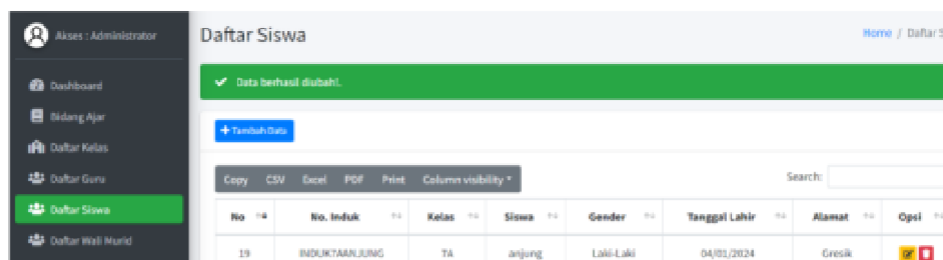 Akses : Administrator
Daftar Siswa
Home / Daftar S
Dashboard
Data berhasil diubah!.
Bidang Ajar
Tambah Data
Daftar Kelas
Daftar Guru
Copy CSV Excel PDF Print Column visibility
Search:
Daftar Siswa
No No. Induk Kelas Siswa Gender Tanggal Lahir Alamat Opsi
Daftar Wali Murid
19 INDUKTAANJUNG TA anjung Laki-Laki 04/01/2024 Gresik